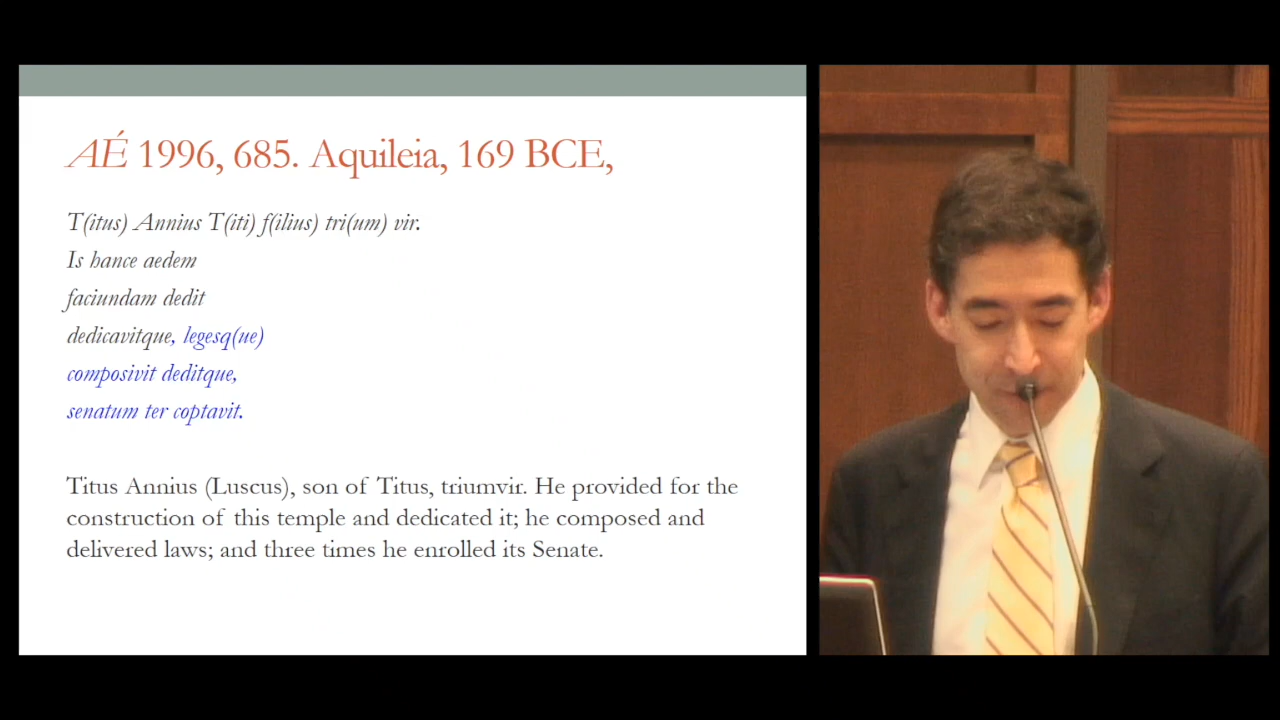 AÉ 1996, 685. Aquileia, 169 BCE,
T(itus) Annius T(iti) f(ilius) tri(um) vir.
Is hance aedem
faciundam dedit
dedicavitque, legesq(ue)
composivit deditque,
senatum ter coptavit.
Titus Annius (Luscus), son of Titus, triumvir. He provided for the
construction of this temple and dedicated it; he composed and
delivered laws; and three times he enrolled its Senate.